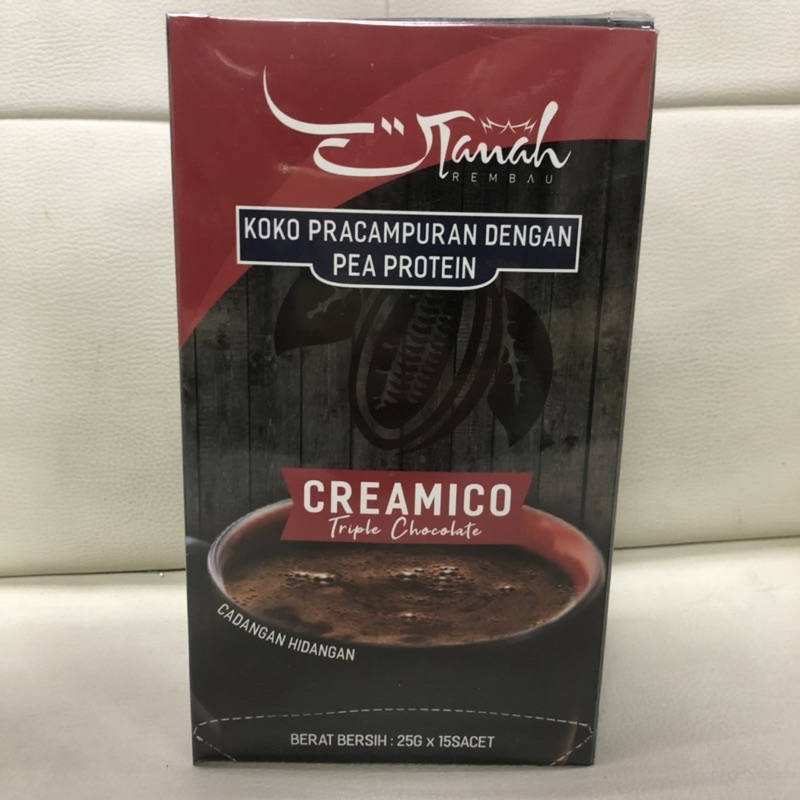 Tanah
REMBAU
KOKO PRACAMPURAN DENGAN
PEA PROTEIN
CREAMICO
Triple Chocolate
CADANGAN HIDANGAN
BERAT BERSIH : 25G x 15SACET